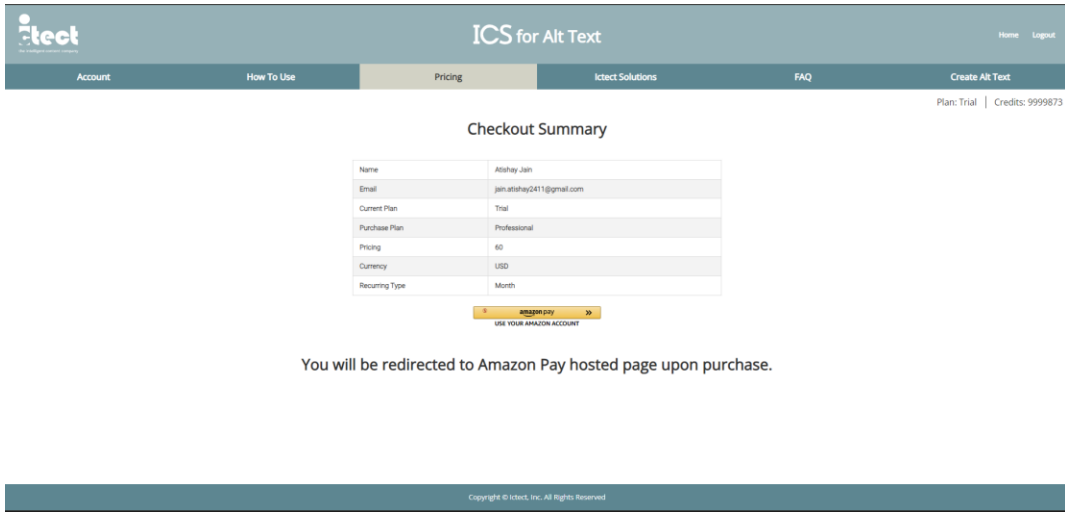 ictect
ICS for Alt Text
Home Logout
Account How To Use Pricing Ictect Solutions FAQ Create Alt Text
Plan: Trial | Credits: 9999873
Checkout Summary
Name Atishay Jain
Email jain.atishay2411@gmail.com
Current Plan Trial
Purchase Plan Professional
Pricing 60
Currency USD
Recurring Type Month
amazon pay
USE YOUR AMAZON ACCOUNT
You will be redirected to Amazon Pay hosted page upon purchase.
Copyright © Ictect, Inc. All Rights Reserved